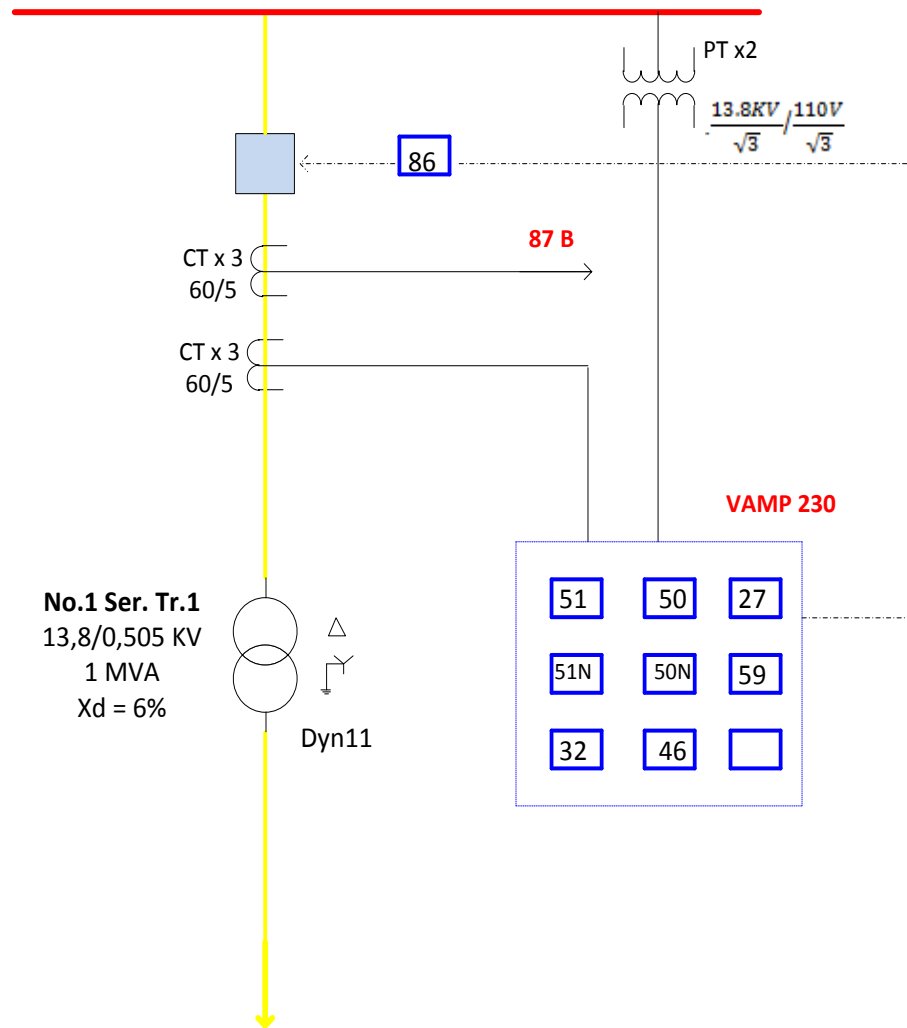 PT x2
13.8KV/√3 / 110V/√3
86
87 B
CT x 3
60/5
CT x 3
60/5
VAMP 230
51 50 27
51N 50N 59
32 46
No.1 Ser. Tr.1
13,8/0,505 KV
1 MVA
Xd = 6%
Δ
Dyn11